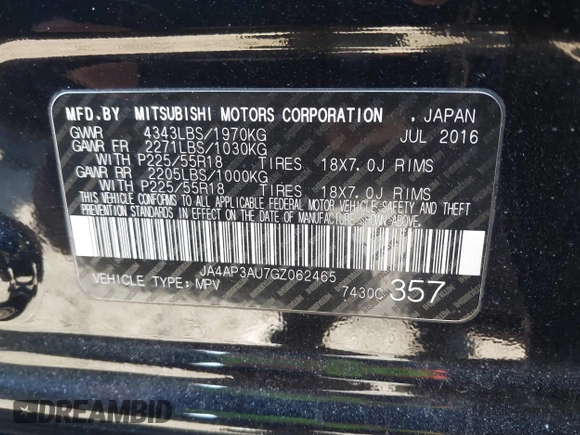 MFD.BY MITSUBISHI MOTORS CORPORATION . JAPAN
GVWR 4343LBS/1970KG JUL 2016
GAWR FR 2271LBS/1030KG
WITH P225/55R18 TIRES 18X7.0J RIMS
GAWR RR 2205LBS/1000KG
WITH P225/55R18 TIRES 18X7.0J RIMS
THIS VEHICLE CONFORMS TO ALL APPLICABLE FEDERAL MOTOR VEHICLE SAFETY AND THEFT
PREVENTION STANDARDS IN EFFECT ON THE DATE OF MANUFACTURE SHOWN ABOVE.
JA4AP3AU7GZ062465
VEHICLE TYPE: MPV 7430C 357
DREAMBID